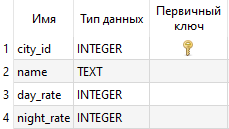 Имя Тип данных Первичный ключ
1 city_id INTEGER
2 name TEXT
3 day_rate INTEGER
4 night_rate INTEGER